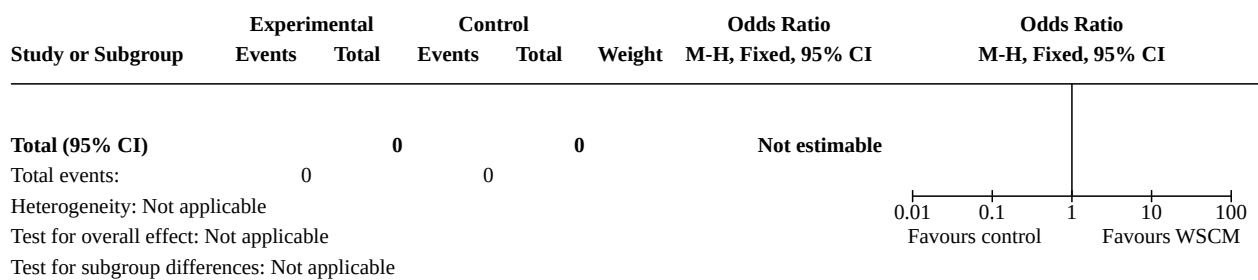 Experimental Control Odds Ratio Odds Ratio
Study or Subgroup Events Total Events Total Weight M-H, Fixed, 95% CI M-H, Fixed, 95% CI
Total (95% CI) 0 0 Not estimable
Total events: 0 0
Heterogeneity: Not applicable
0.01 0.1 1 10 100
Test for overall effect: Not applicable Favours control Favours WSCM
Test for subgroup differences: Not applicable